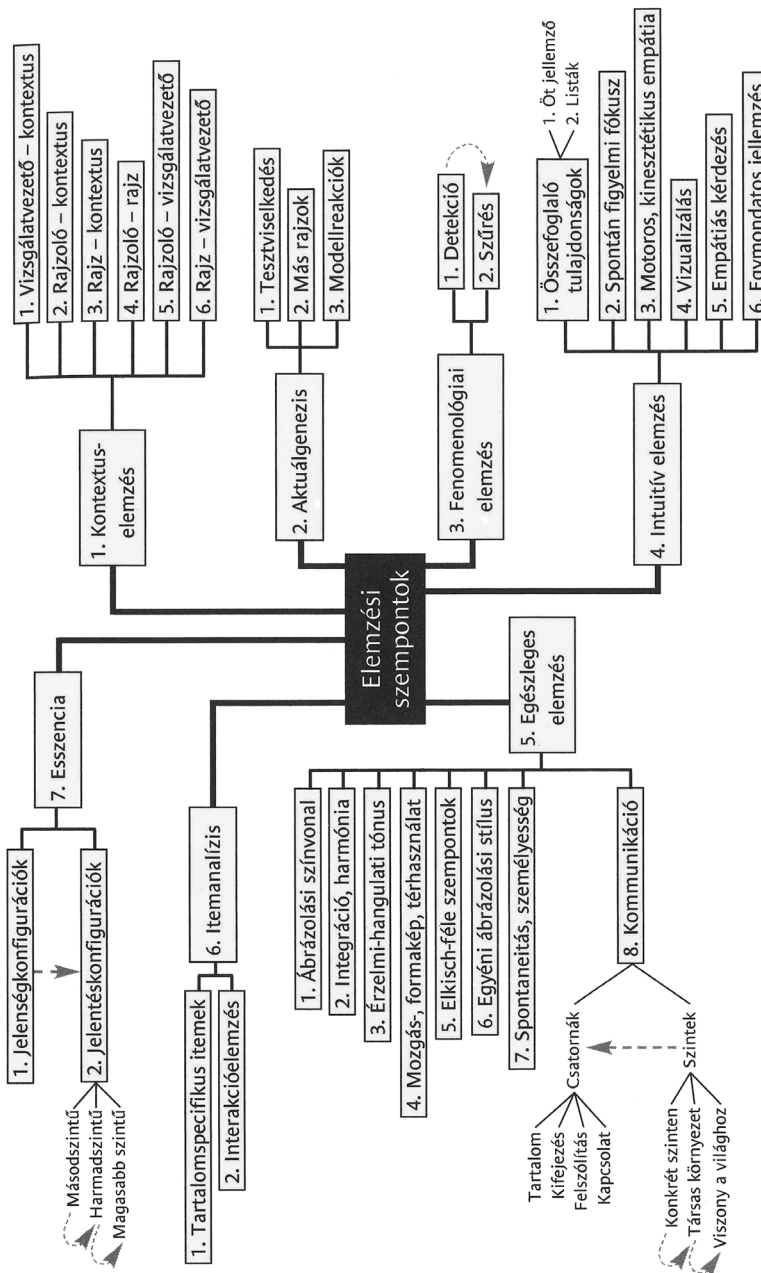 Elemzési
szempontok
1. Kontextus-
elemzés
1. Vizsgálatvezető – kontextus
2. Rajzoló – kontextus
3. Rajz – kontextus
4. Rajzoló – rajz
5. Rajzoló – vizsgálatvezető
6. Rajz – vizsgálatvezető
2. Aktuálgenezis
1. Tesztviselkedés
2. Más rajzok
3. Modellreakciók
3. Fenomenológiai
elemzés
1. Detekció
2. Szűrés
4. Intuitív elemzés
1. Összefoglaló
tulajdonságok
1. Öt jellemző
2. Listák
2. Spontán figyelmi fókusz
3. Motoros, kinesztétikus empátia
4. Vizualizálás
5. Empátiás kérdezés
6. Egymondatos jellemzés
5. Egészleges
elemzés
1. Ábrázolási színvonal
2. Integráció, harmónia
3. Érzelmi-hangulati tónus
4. Mozgás-, formakép, térhasználat
5. Elkisch-féle szempontok
6. Egyéni ábrázolási stílus
7. Spontaneitás, személyesség
8. Kommunikáció
Csatornák
Tartalom
Kifejezés
Felszólítás
Kapcsolat
Szintek
Konkrét szinten
Társas környezet
Viszony a világhoz
6. Itemanalízis
1. Tartalomspecifikus itemek
2. Interakcióelemzés
7. Esszencia
1. Jelenségkonfigurációk
2. Jelentéskonfigurációk
Másodszintű
Harmadszintű
Magasabb szintű